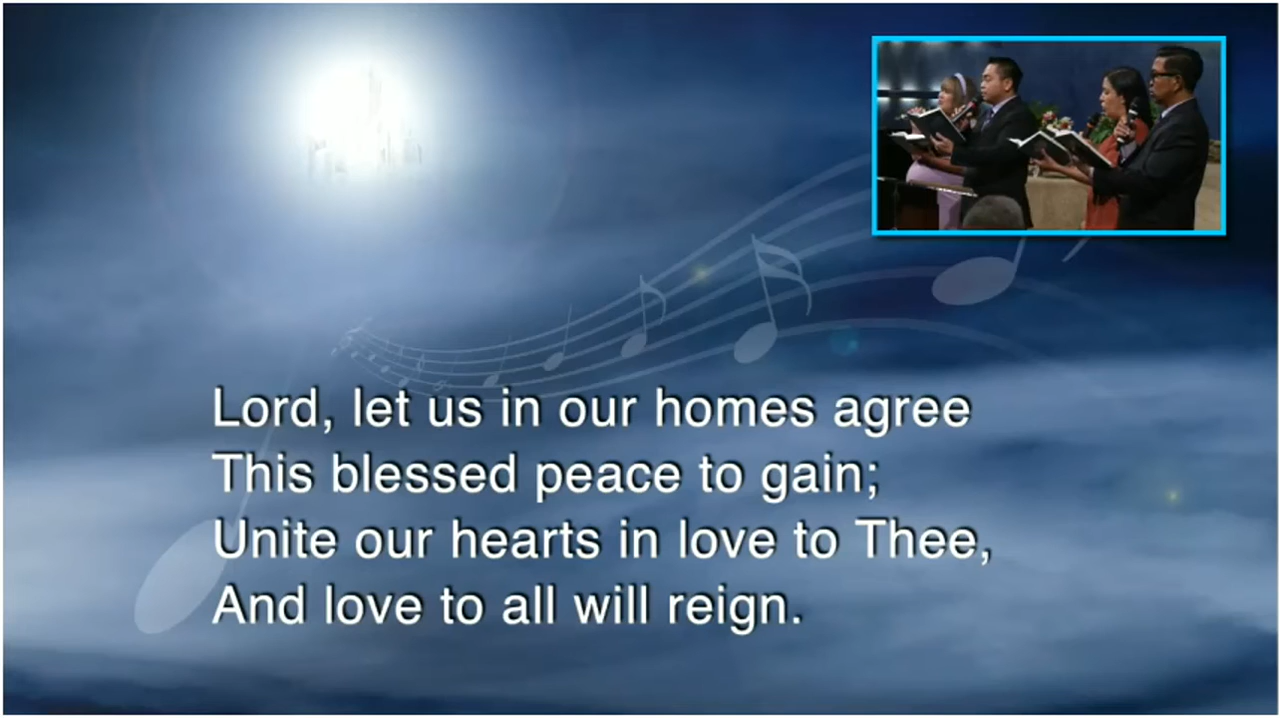 Lord, let us in our homes agree
This blessed peace to gain;
Unite our hearts in love to Thee,
And love to all will reign.